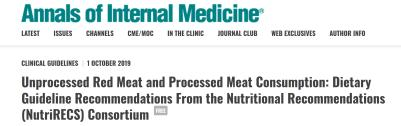 Annals of Internal Medicine®
LATEST ISSUES CHANNELS CME/MOC IN THE CLINIC JOURNAL CLUB WEB EXCLUSIVES AUTHOR INFO
CLINICAL GUIDELINES | 1 OCTOBER 2019
Unprocessed Red Meat and Processed Meat Consumption: Dietary
Guideline Recommendations From the Nutritional Recommendations
(NutriRECS) Consortium FREE